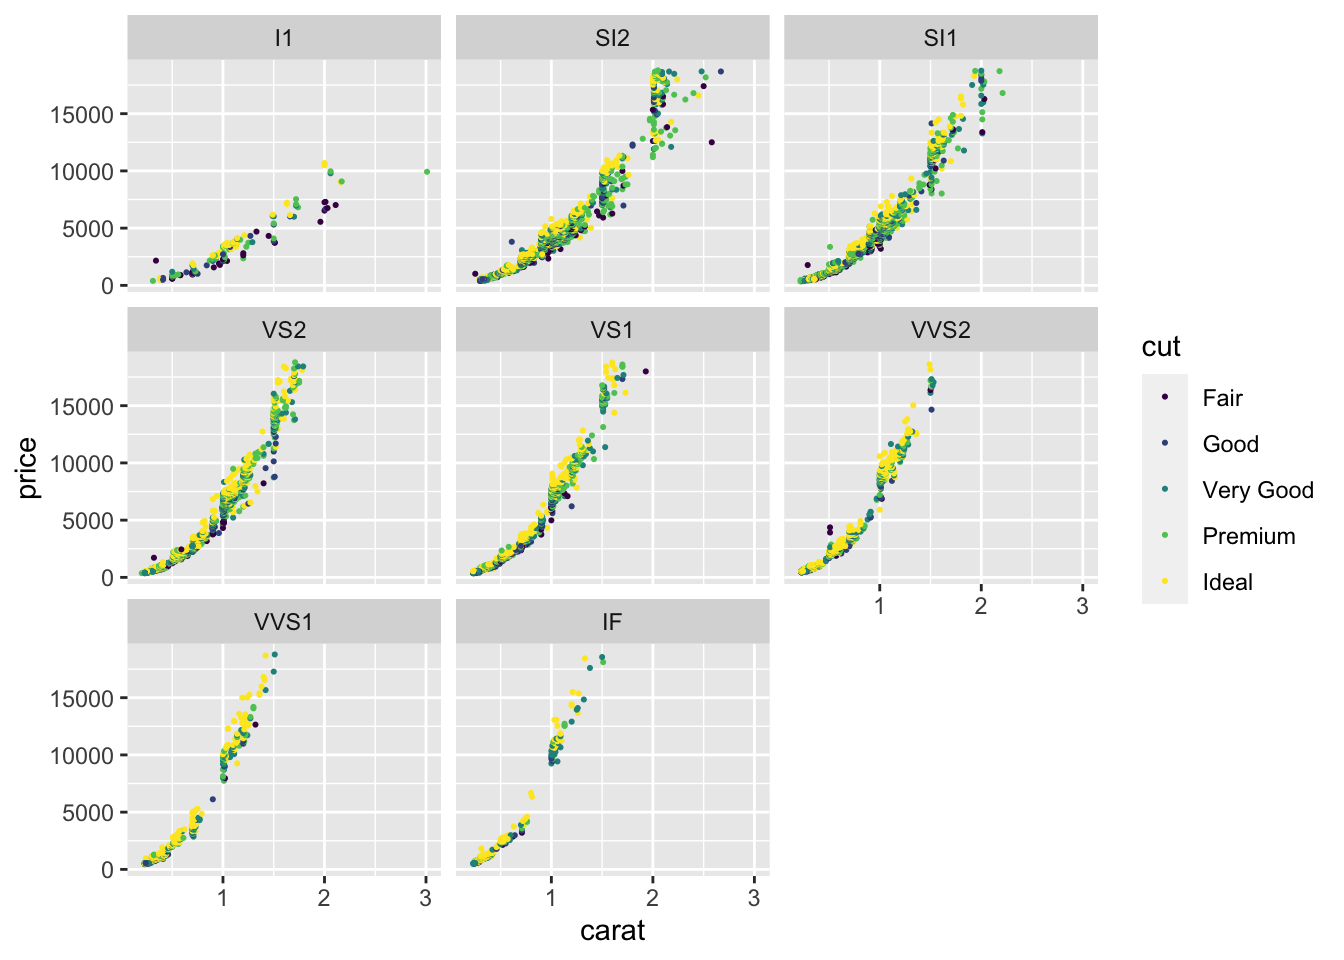 I1 SI2 SI1
15000
10000
5000
0
VS2 VS1 VVS2
15000
10000
5000
0
1 2 3
VVS1 IF
15000
10000
5000
0
1 2 3 1 2 3
carat
price
cut
Fair
Good
Very Good
Premium
Ideal